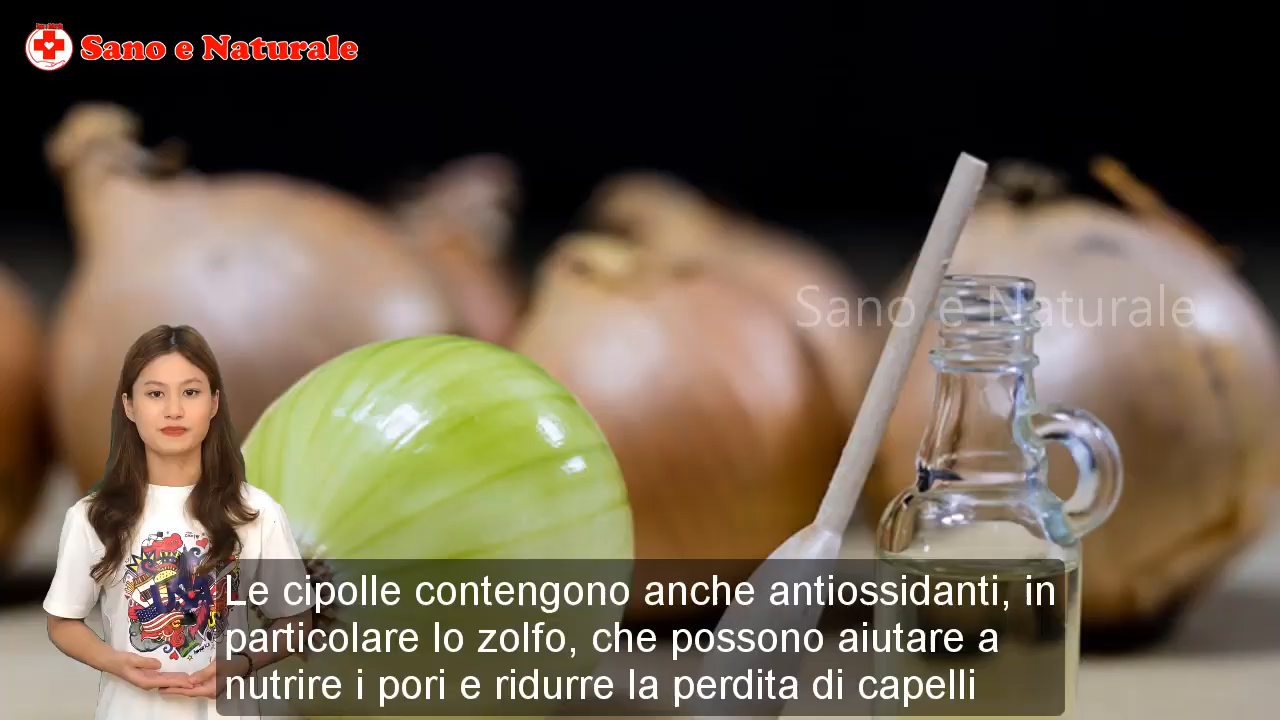 Sano e Naturale
Sano e Naturale
Le cipolle contengono anche antiossidanti, in
particolare lo zolfo, che possono aiutare a
nutrire i pori e ridurre la perdita di capelli